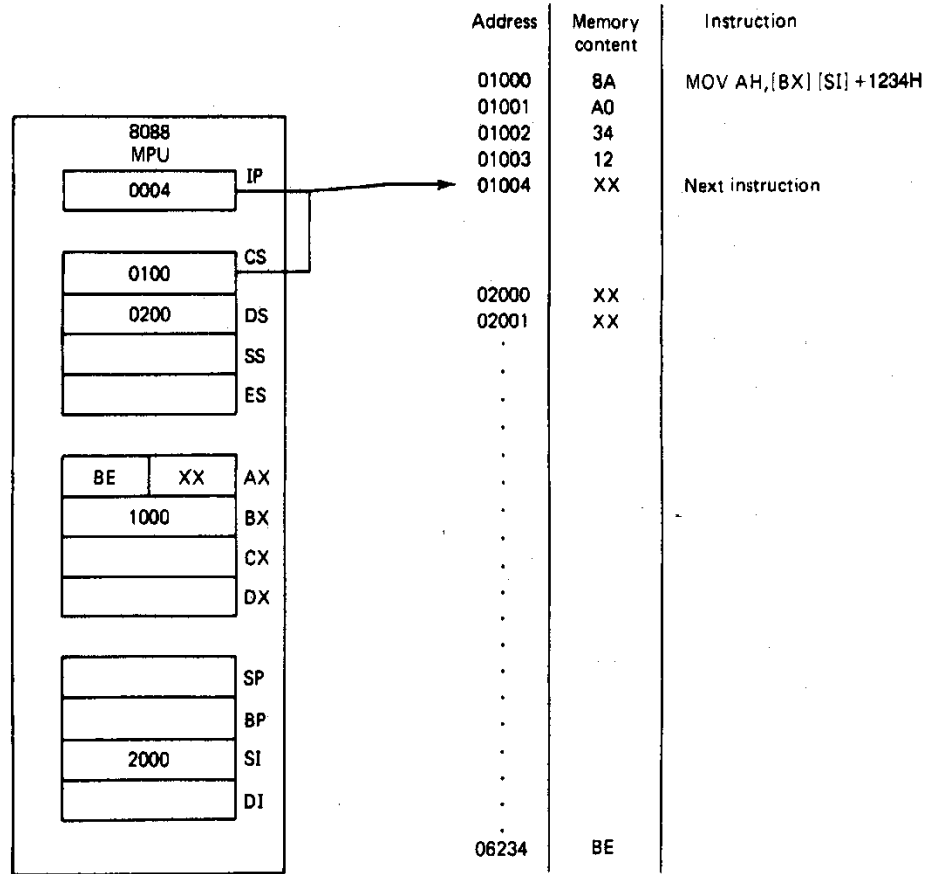 Address Memory content Instruction
01000 8A MOV AH,[BX] [SI] +1234H
01001 A0
01002 34
01003 12
01004 XX Next instruction
02000 XX
02001 XX
06234 BE
8088
MPU
0004 IP
0100 CS
0200 DS
SS
ES
BE XX AX
1000 BX
CX
DX
SP
BP
2000 SI
DI